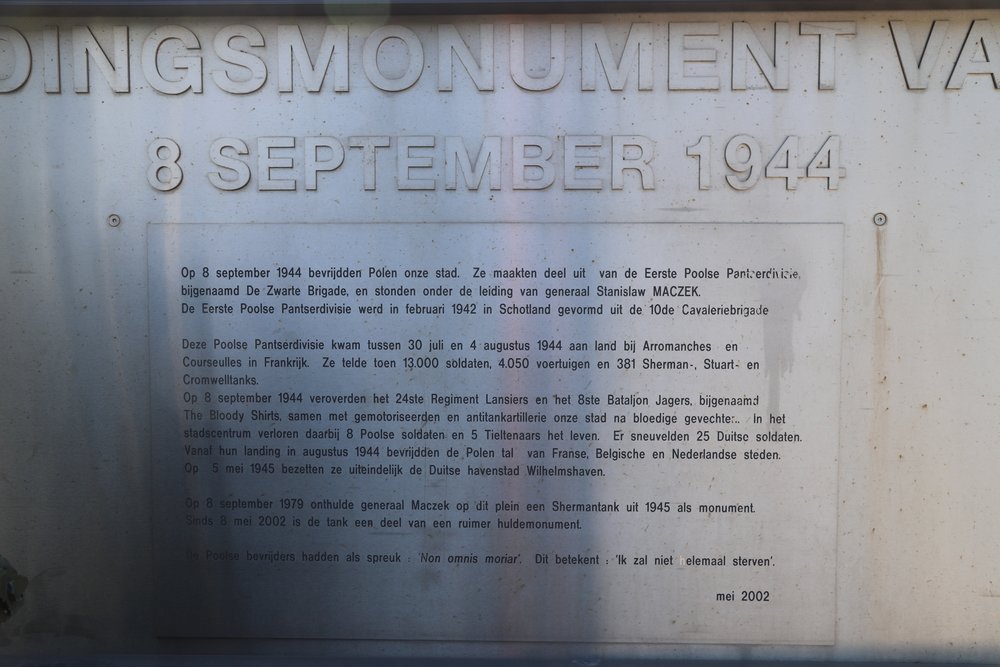 DINGSMONUMENT VA
8 SEPTEMBER 1944
Op 8 september 1944 bevrijdden Polen onze stad. Ze maakten deel uit van de Eerste Poolse Pantserdivisie,
bijgenaamd De Zwarte Brigade, en stonden onder de leiding van generaal Stanislaw MACZEK.
De Eerste Poolse Pantserdivisie werd in februari 1942 in Schotland gevormd uit de 10de Cavaleriebrigade
Deze Poolse Pantserdivisie kwam tussen 30 juli en 4 augustus 1944 aan land bij Arromanches en
Courseulles in Frankrijk. Ze telde toen 13.000 soldaten, 4.050 voertuigen en 381 Sherman-, Stuart- en
Cromwelltanks.
Op 8 september 1944 veroverden het 24ste Regiment Lansiers en het 8ste Bataljon Jagers, bijgenaamd
The Bloody Shirts, samen met gemotoriseerden en antitankartillerie onze stad na bloedige gevechten. In het
stadscentrum verloren daarbij 8 Poolse soldaten en 5 Tieltenaars het leven. Er sneuvelden 25 Duitse soldaten.
Vanaf hun landing in augustus 1944 bevrijdden de Polen tal van Franse, Belgische en Nederlandse steden.
Op 5 mei 1945 bezetten ze uiteindelijk de Duitse havenstad Wilhelmshaven.
Op 8 september 1979 onthulde generaal Maczek op dit plein een Shermantank uit 1945 als monument.
Sinds 8 mei 2002 is de tank een deel van een ruimer huldemonument.
De Poolse bevrijders hadden als spreuk : 'Non omnis moriar'. Dit betekent : 'Ik zal niet helemaal sterven'.
mei 2002